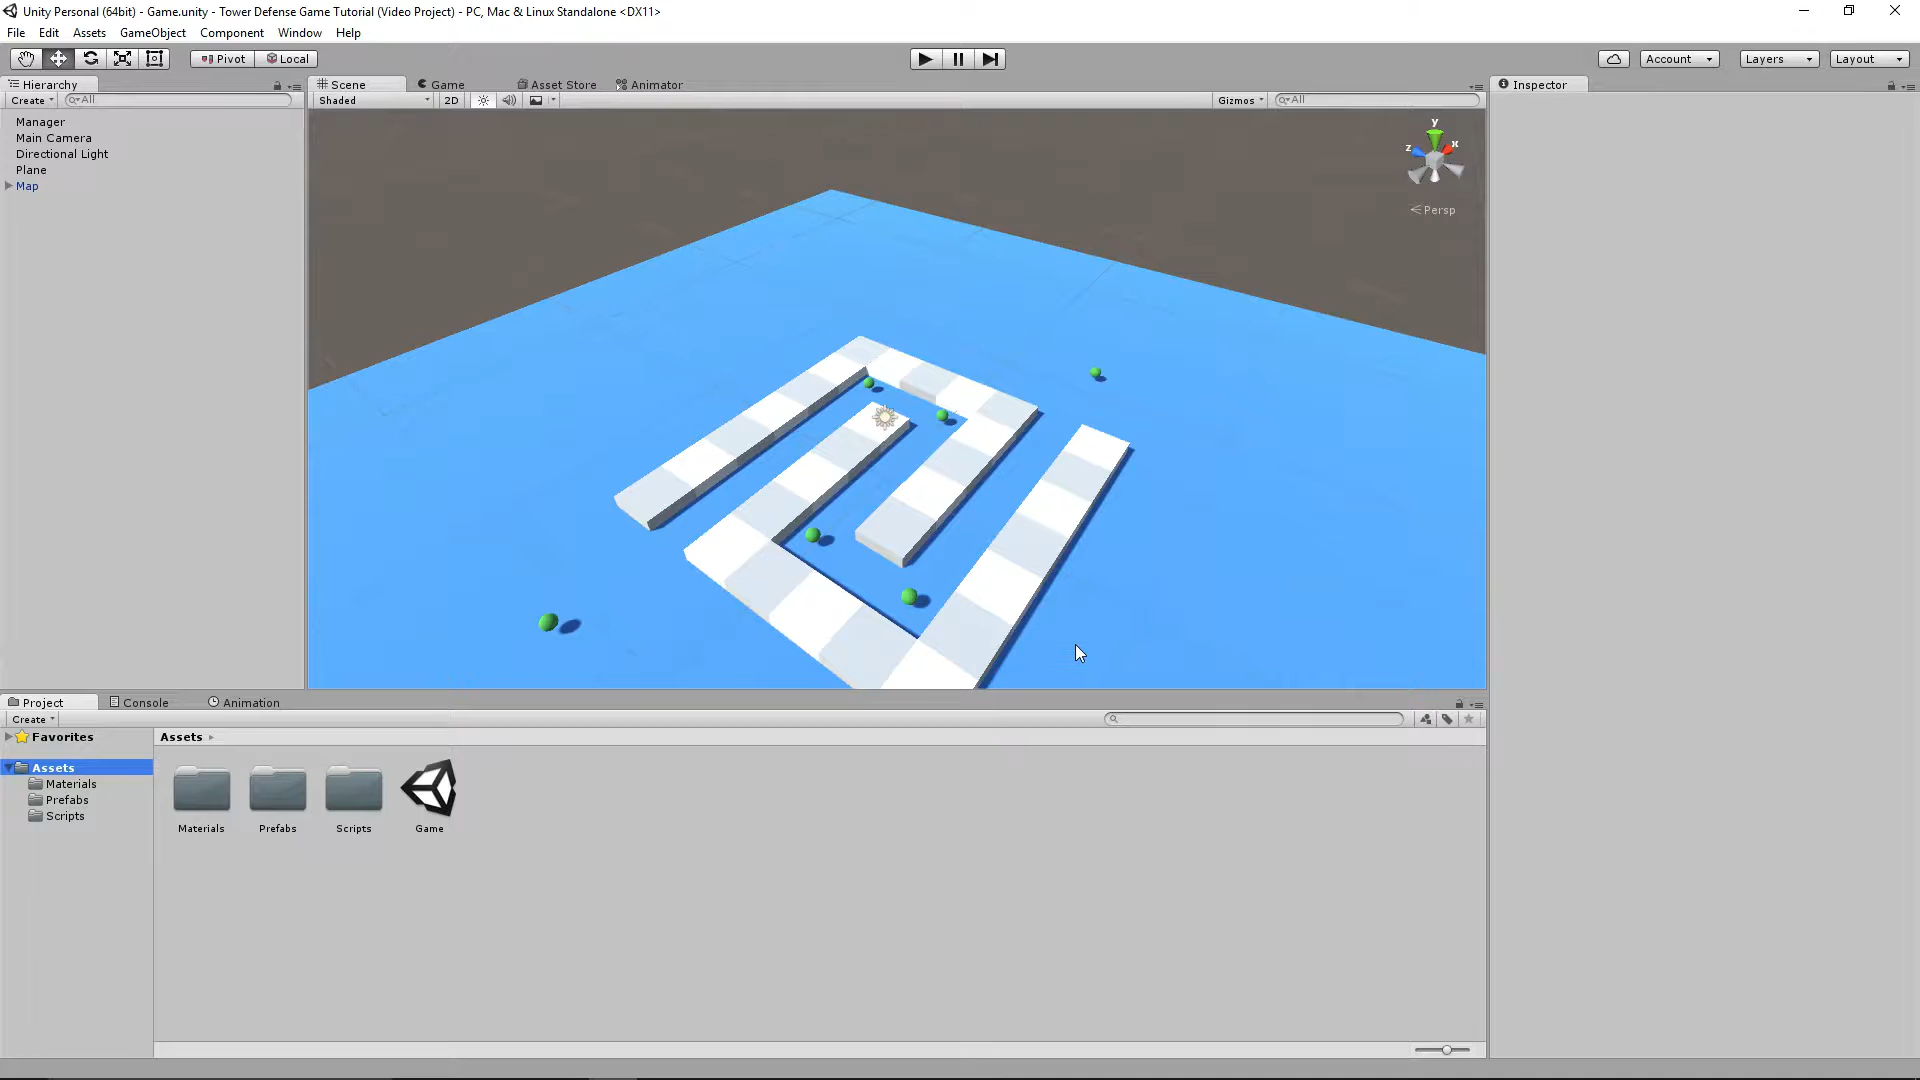 Unity Personal (64bit) - Game.unity - Tower Defense Game Tutorial (Video Project) - PC, Mac & Linux Standalone <DX11>
File Edit Assets GameObject Component Window Help
Pivot Local Account Layers Layout
Hierarchy
Create All
Manager
Main Camera
Directional Light
Plane
Map
Scene Game Asset Store Animator
Shaded 2D Gizmos All
y
z x
Persp
Inspector
Project Console Animation
Create
Favorites
Assets
Materials
Prefabs
Scripts
Assets
Materials Prefabs Scripts Game